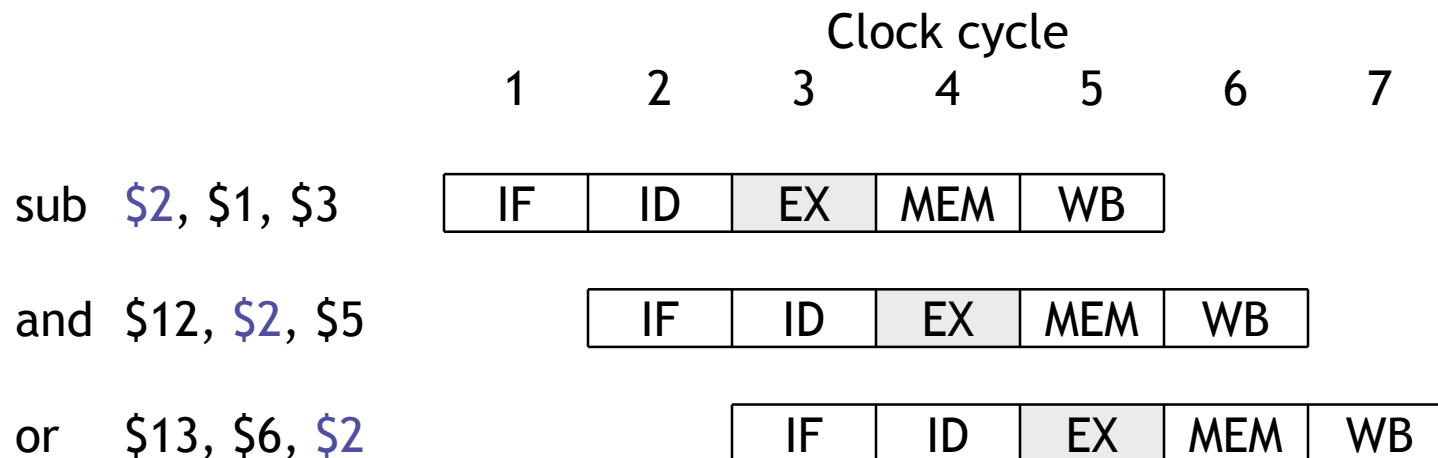 Clock cycle
1 2 3 4 5 6 7
sub $2, $1, $3 IF ID EX MEM WB
and $12, $2, $5 IF ID EX MEM WB
or $13, $6, $2 IF ID EX MEM WB